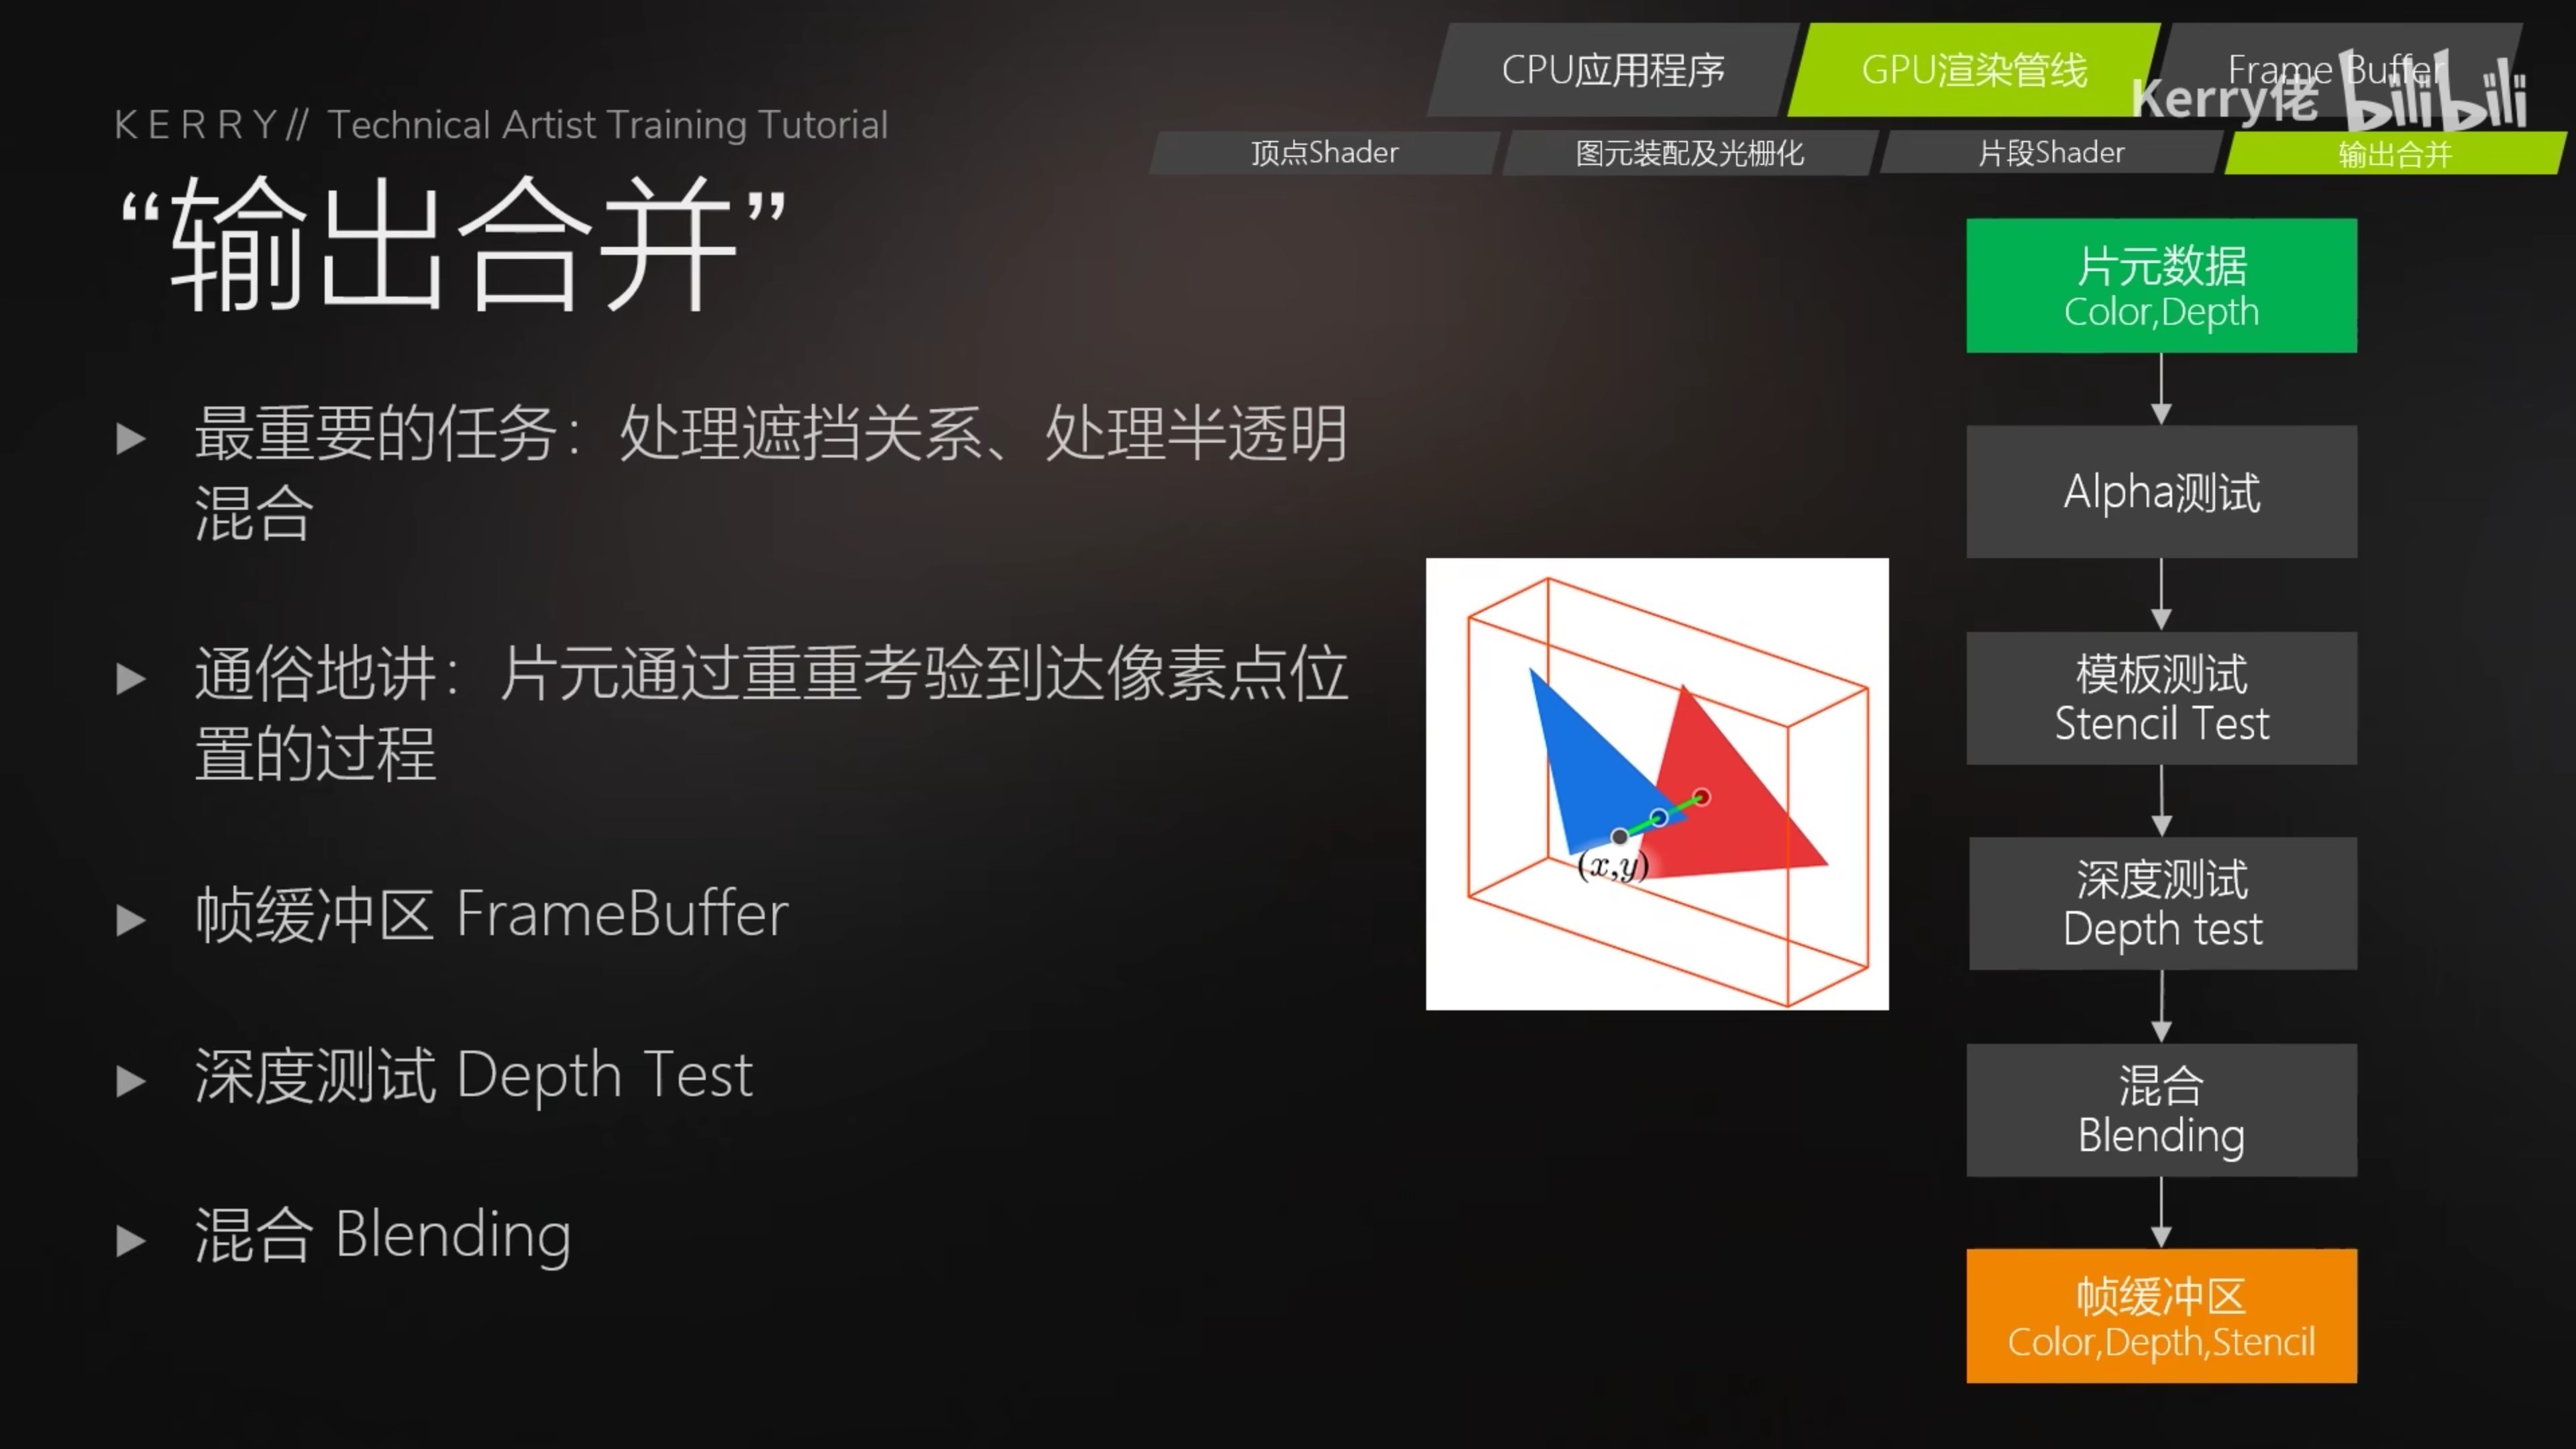 CPU应用程序
GPU渲染管线
Frame Buffer
Kerry佬 bilibili
KERRY// Technical Artist Training Tutorial
顶点Shader
图元装配及光栅化
片段Shader
输出合并
“输出合并”
最重要的任务：处理遮挡关系、处理半透明
混合
通俗地讲：片元通过重重考验到达像素点位
置的过程
帧缓冲区 FrameBuffer
深度测试 Depth Test
混合 Blending
(x,y)
片元数据
Color,Depth
Alpha测试
模板测试
Stencil Test
深度测试
Depth test
混合
Blending
帧缓冲区
Color,Depth,Stencil